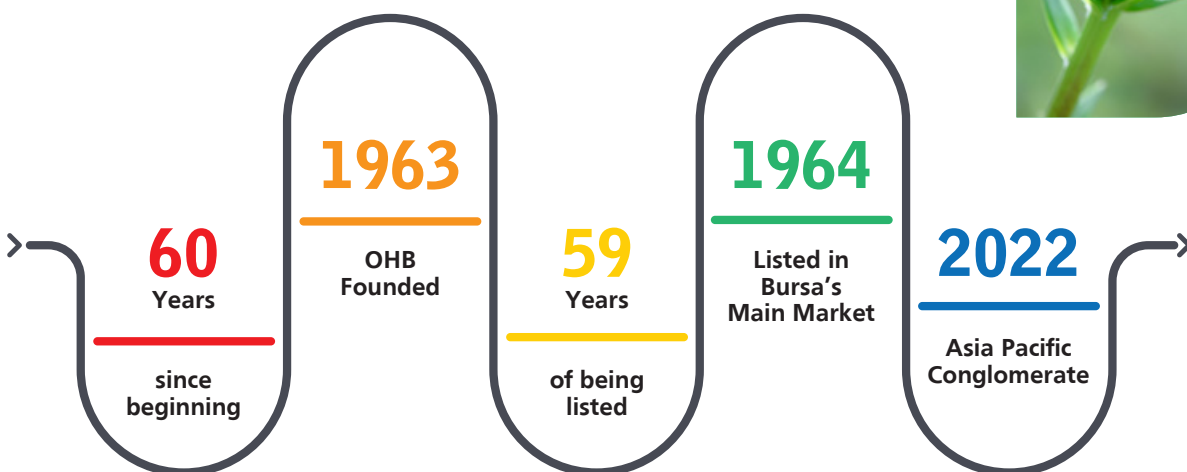 60
Years
since
beginning
1963
OHB
Founded
59
Years
of being
listed
1964
Listed in
Bursa's
Main Market
2022
Asia Pacific
Conglomerate